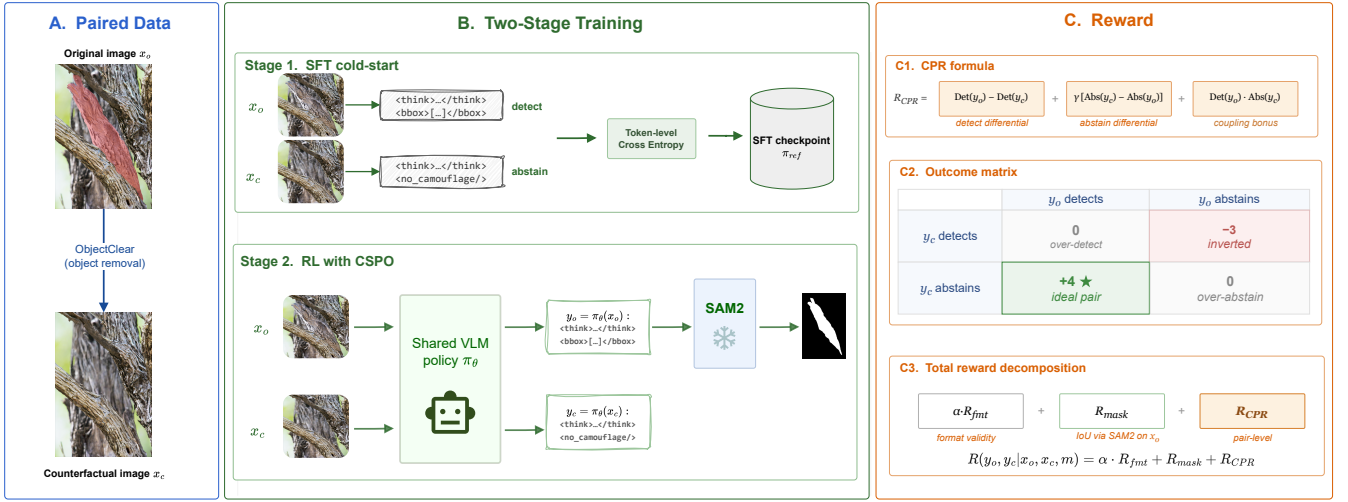 A. Paired Data
Original image x_o
ObjectClear
(object removal)
Counterfactual image x_c
B. Two-Stage Training
Stage 1. SFT cold-start
x_o
<think>…</think>
<bbox>[…]</bbox>
detect
x_c
<think>…</think>
<no_camouflage/>
abstain
Token-level
Cross Entropy
SFT checkpoint
π_ref
Stage 2. RL with CSPO
x_o
x_c
Shared VLM
policy π_θ
y_o = π_θ(x_o) :
<think>…</think>
<bbox>[…]</bbox>
SAM2
y_c = π_θ(x_c) :
<think>…</think>
<no_camouflage/>
C. Reward
C1. CPR formula
R_CPR = Det(y_o) − Det(y_c) + γ [Abs(y_c) − Abs(y_o)] + Det(y_o) · Abs(y_c)
detect differential abstain differential coupling bonus
C2. Outcome matrix
y_o detects y_o abstains
y_c detects
0
over-detect
−3
inverted
y_c abstains
+4 ★
ideal pair
0
over-abstain
C3. Total reward decomposition
α·R_fmt + R_mask + R_CPR
format validity IoU via SAM2 on x_o pair-level
R(y_o, y_c|x_o, x_c, m) = α · R_fmt + R_mask + R_CPR